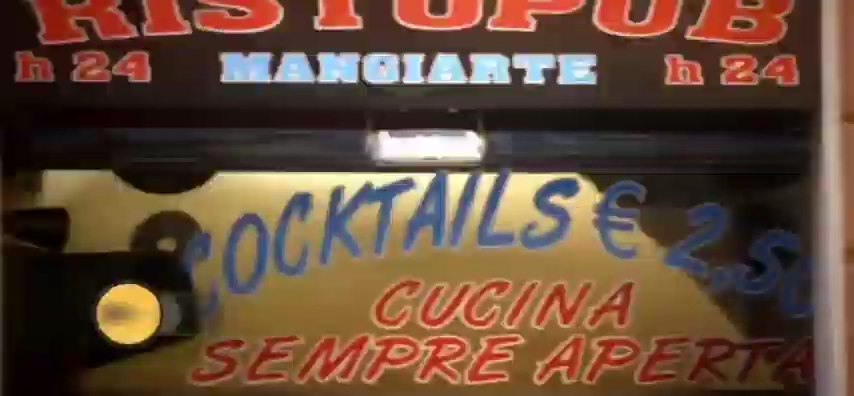 RISTOPUB
h 24 MANGIARTE h 24
COCKTAILS € 2,50
CUCINA
SEMPRE APERTA